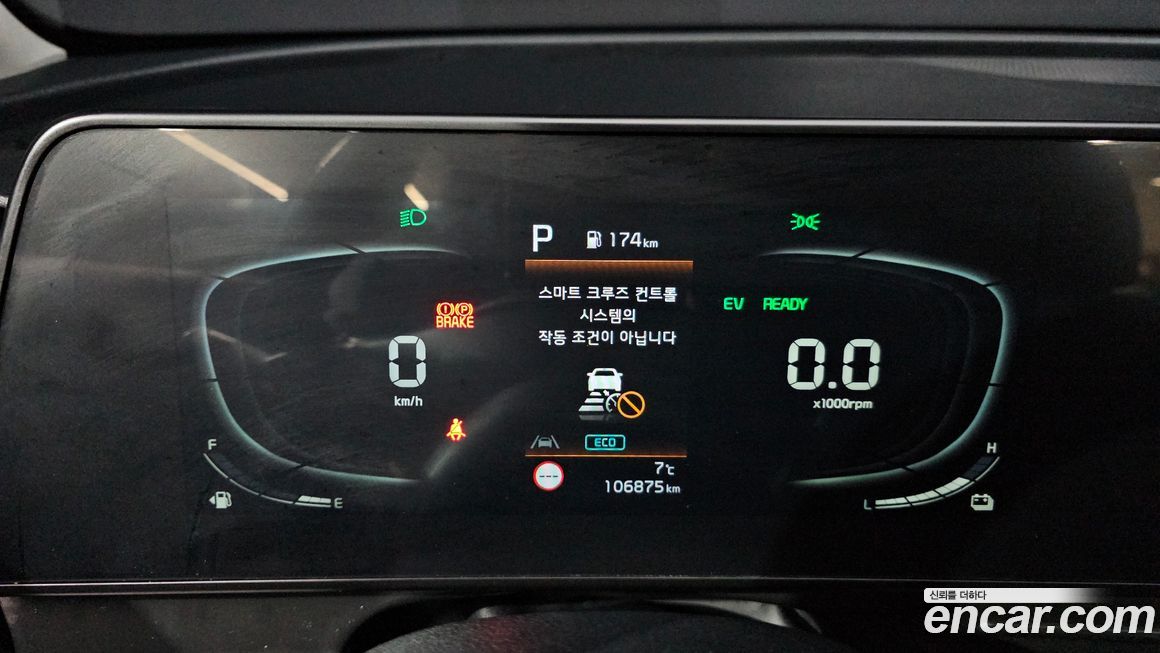 P
174km
스마트 크루즈 컨트롤
시스템의
작동 조건이 아닙니다
EV READY
(!) (P)
BRAKE
0
km/h
0.0
x1000rpm
ECO
F
E
H
L
---
7℃
106875km
신뢰를 더하다
encar.com